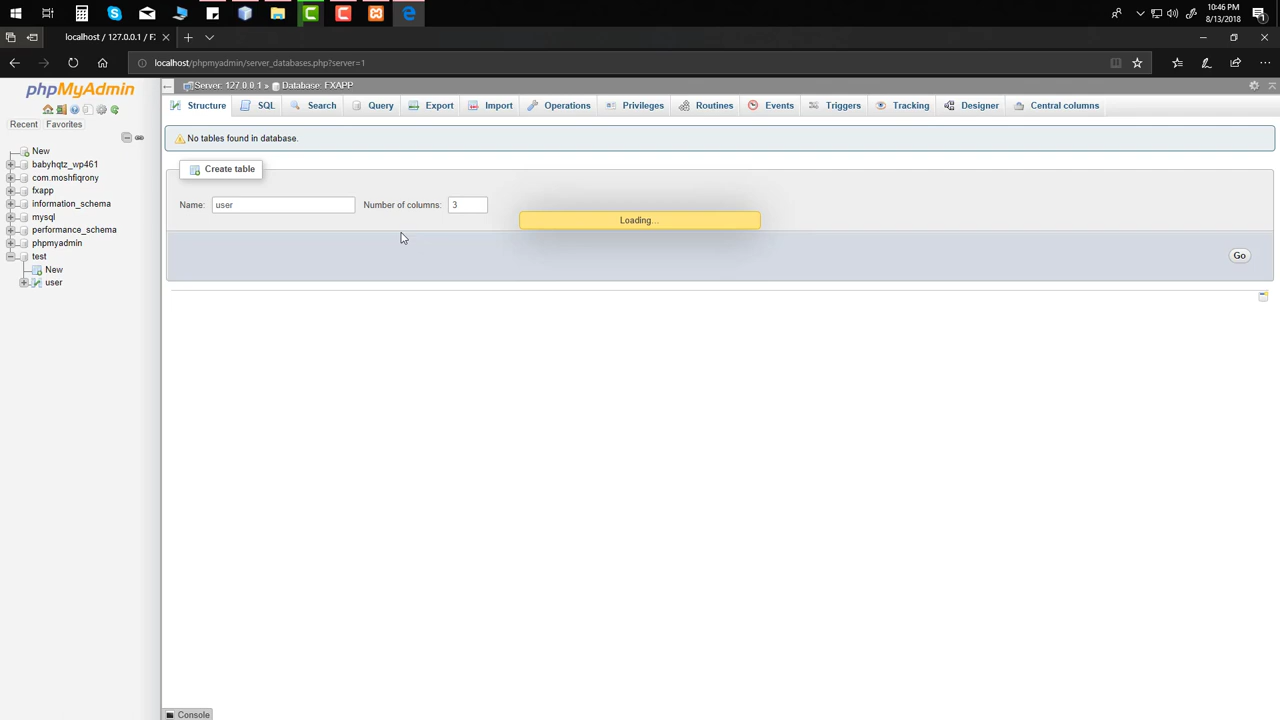 10:46 PM
8/13/2018
1
localhost / 127.0.0.1 / F
localhost/phpmyadmin/server_databases.php?server=1
phpMyAdmin
Recent Favorites
New
babyhqtz_wp461
com.moshfiqrony
fxapp
information_schema
mysql
performance_schema
phpmyadmin
test
New
user
Server: 127.0.0.1 » Database: FXAPP
Structure SQL Search Query Export Import Operations Privileges Routines Events Triggers Tracking Designer Central columns
No tables found in database.
Create table
Name: user Number of columns: 3
Loading...
Go
Console